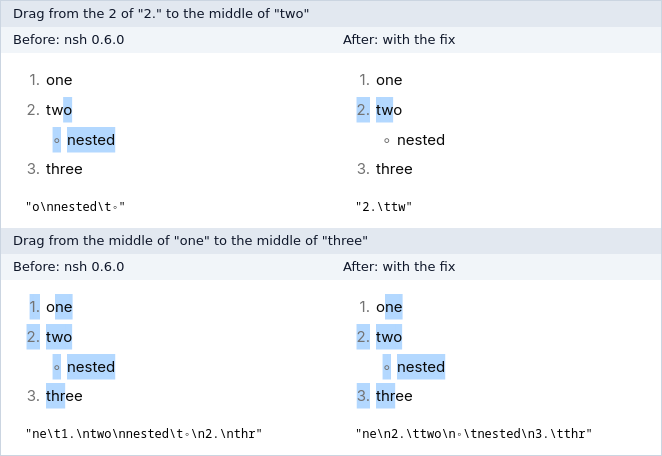 Drag from the 2 of "2." to the middle of "two"
Before: nsh 0.6.0
After: with the fix
1. one
2. two
◦ nested
3. three
"o\nnested\t◦"
1. one
2. two
◦ nested
3. three
"2.\ttw"
Drag from the middle of "one" to the middle of "three"
Before: nsh 0.6.0
After: with the fix
1. one
2. two
◦ nested
3. three
"ne\t1.\ntwo\nnested\t◦\n2.\nthr"
1. one
2. two
◦ nested
3. three
"ne\n2.\ttwo\n◦\tnested\n3.\tthr"